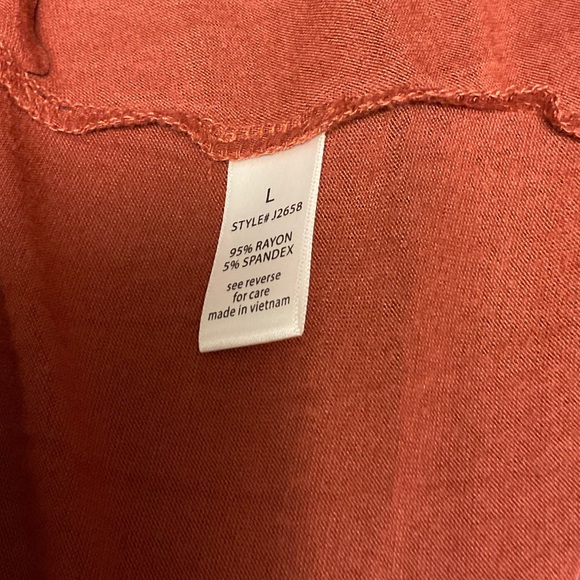 L
STYLE# J2658
95% RAYON
5% SPANDEX
see reverse
for care
made in vietnam